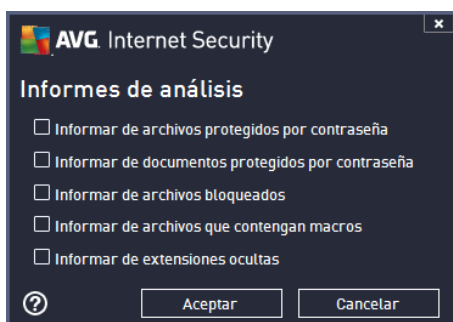 AVG. Internet Security
x
Informes de análisis
Informar de archivos protegidos por contraseña
Informar de documentos protegidos por contraseña
Informar de archivos bloqueados
Informar de archivos que contengan macros
Informar de extensiones ocultas
?
Aceptar
Cancelar